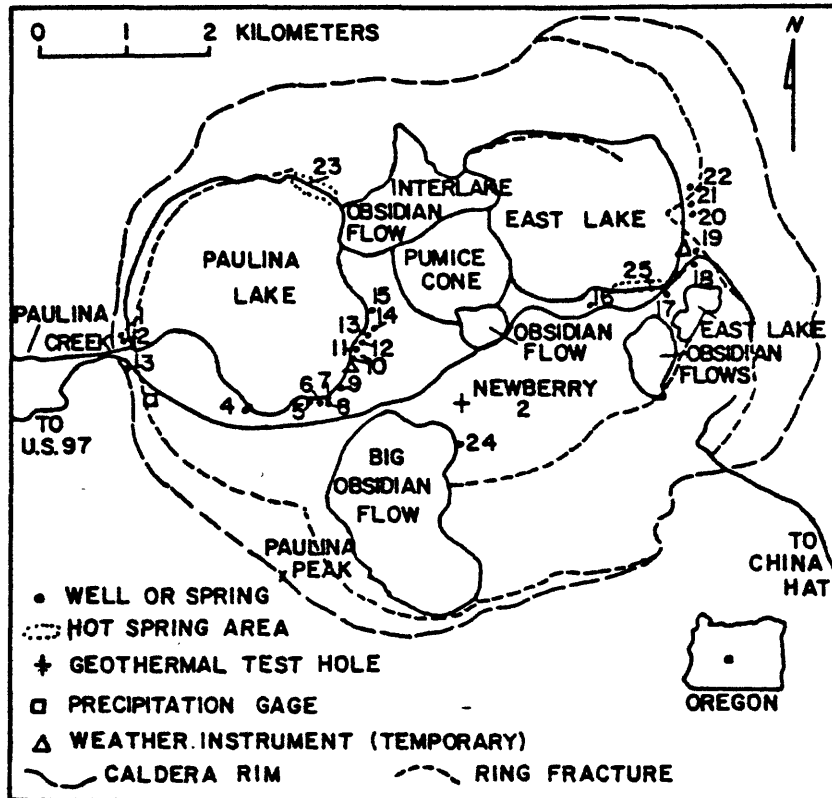 0 1 2 KILOMETERS
N
23
INTERLAKE
OBSIDIAN
FLOW
EAST LAKE
22
21
20
19
18
PUMICE
CONE
PAULINA
LAKE
25
16
17
15
14
13
12
11
10
1
2
3
PAULINA
CREEK
OBSIDIAN
FLOW
EAST LAKE
OBSIDIAN
FLOWS
9
8
7
6
5
4
NEWBERRY
2
TO
U.S. 97
24
BIG
OBSIDIAN
FLOW
PAULINA
PEAK
TO
CHINA
HAT
WELL OR SPRING
HOT SPRING AREA
GEOTHERMAL TEST HOLE
PRECIPITATION GAGE
WEATHER.INSTRUMENT (TEMPORARY)
CALDERA RIM
RING FRACTURE
OREGON